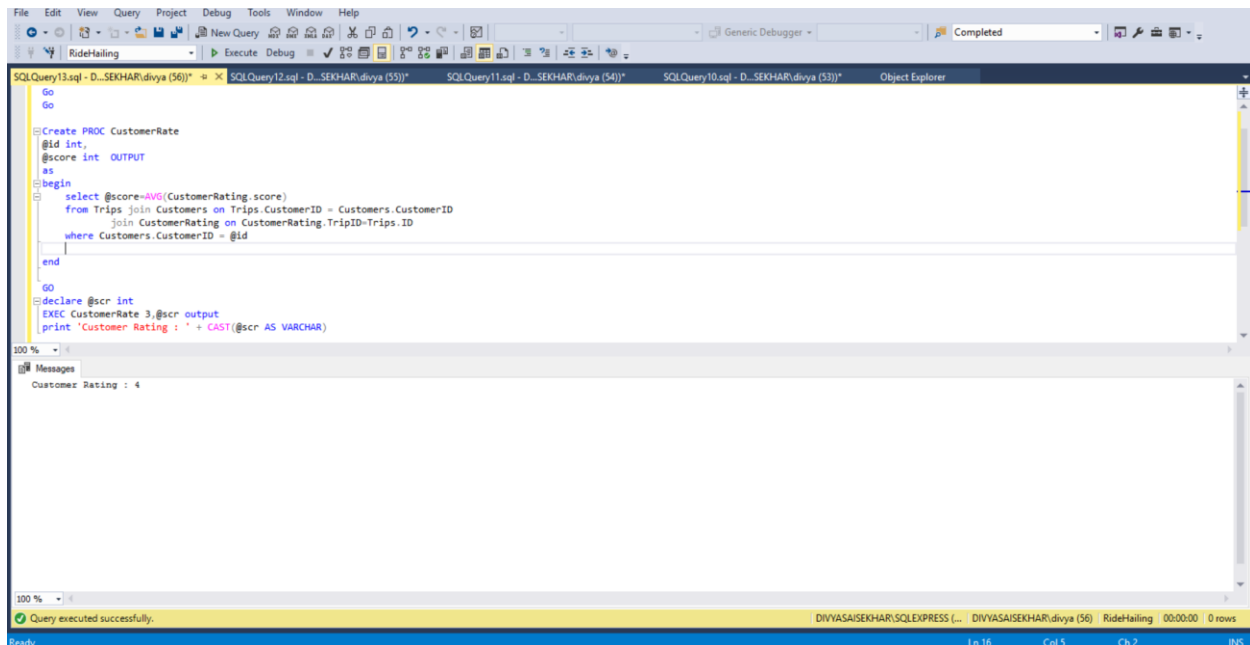 File Edit View Query Project Debug Tools Window Help
New Query Generic Debugger Completed
RideHailing Execute Debug
SQLQuery13.sql - D...SEKHAR\divya (56))* SQLQuery12.sql - D...SEKHAR\divya (55))* SQLQuery11.sql - D...SEKHAR\divya (54))* SQLQuery10.sql - D...SEKHAR\divya (53))* Object Explorer
Go
Go
Create PROC CustomerRate
@id int,
@score int OUTPUT
as
begin
select @score=AVG(CustomerRating.score)
from Trips join Customers on Trips.CustomerID = Customers.CustomerID
join CustomerRating on CustomerRating.TripID=Trips.ID
where Customers.CustomerID = @id
end
GO
declare @scr int
EXEC CustomerRate 3,@scr output
print 'Customer Rating : ' + CAST(@scr AS VARCHAR)
100 %
Messages
Customer Rating : 4
100 %
Query executed successfully. DIVYASAISEKHAR\SQLEXPRESS (... DIVYASAISEKHAR\divya (56) RideHailing 00:00:00 0 rows
Ready Ln 16 Col 5 Ch 2 INS